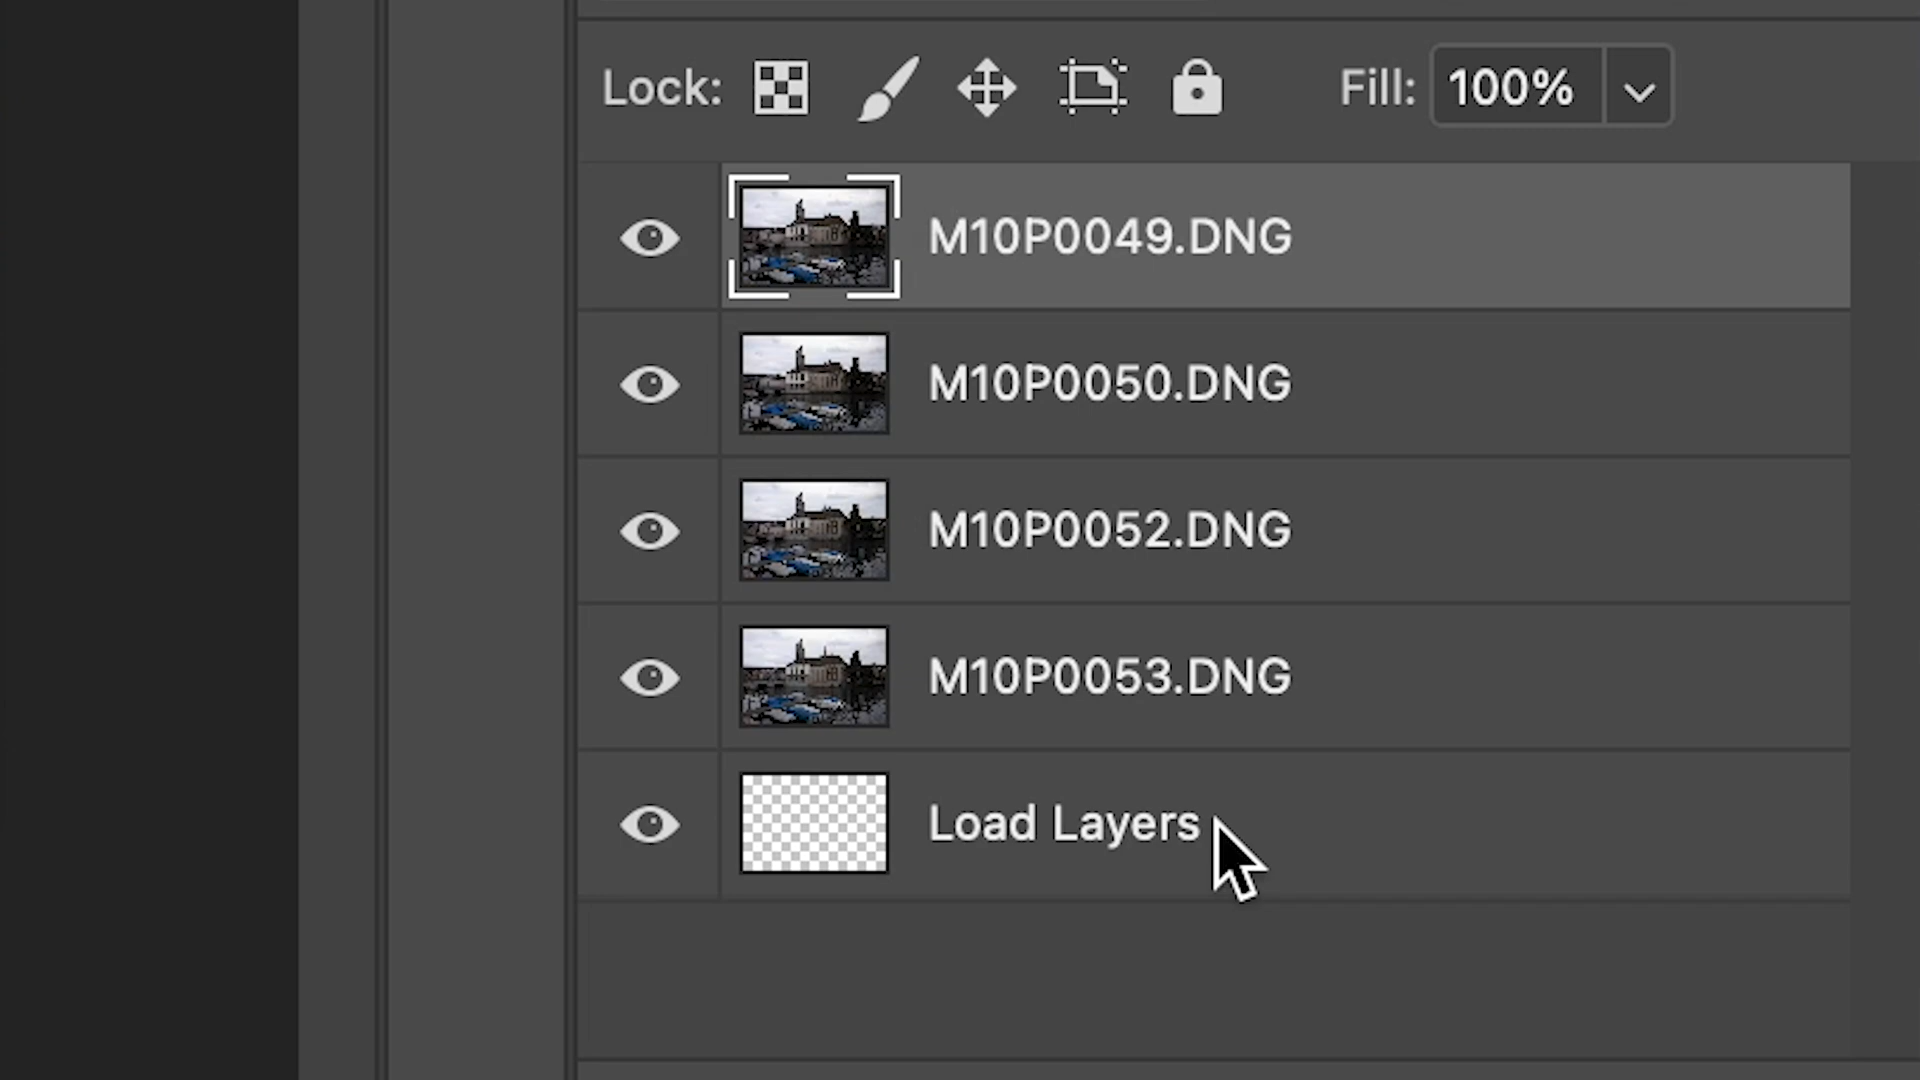 Lock: Fill: 100%
M10P0049.DNG
M10P0050.DNG
M10P0052.DNG
M10P0053.DNG
Load Layers